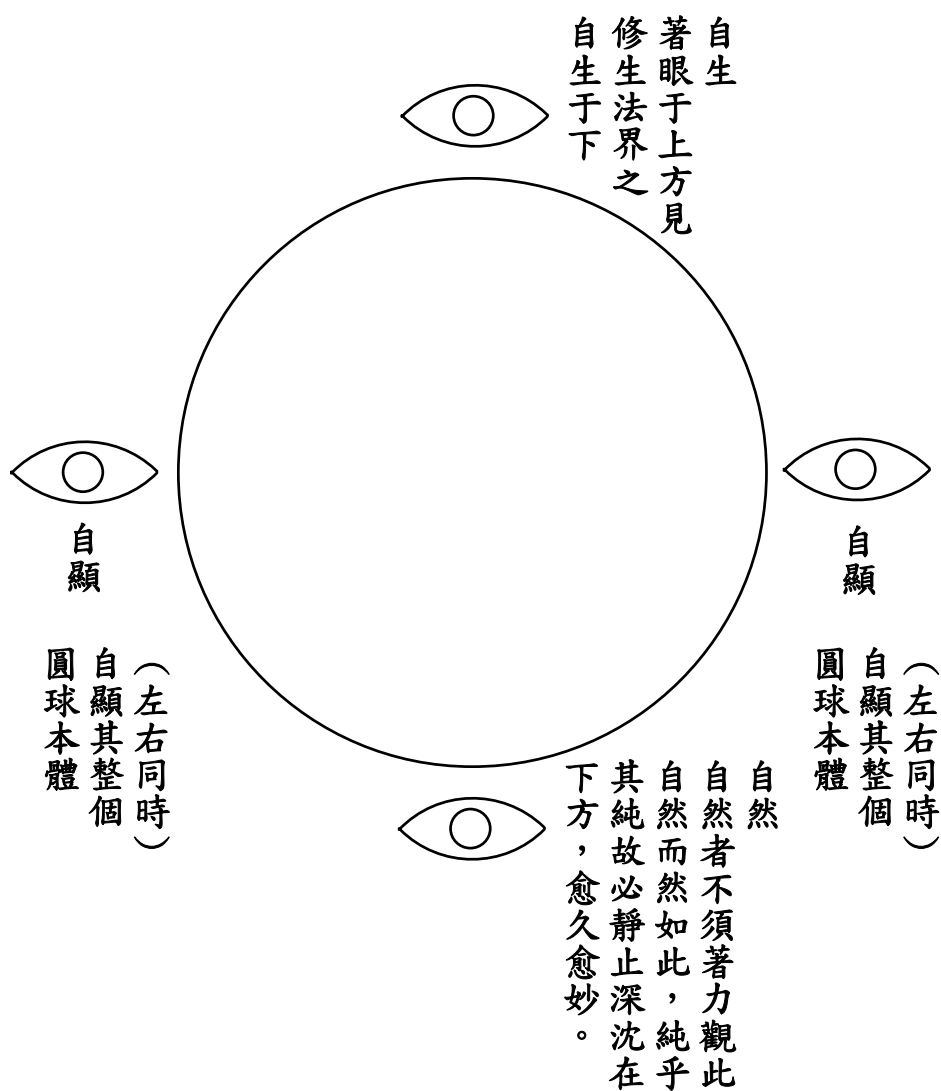 自生
著眼于上方見
修生法界之
自生于下
自顯
(左右同時)
自顯其整個
圓球本體
自顯
(左右同時)
自顯其整個
圓球本體
自然
自然者不須著力觀此
自然而然如此，純乎
其純故必靜止深沈在
下方，愈久愈妙。